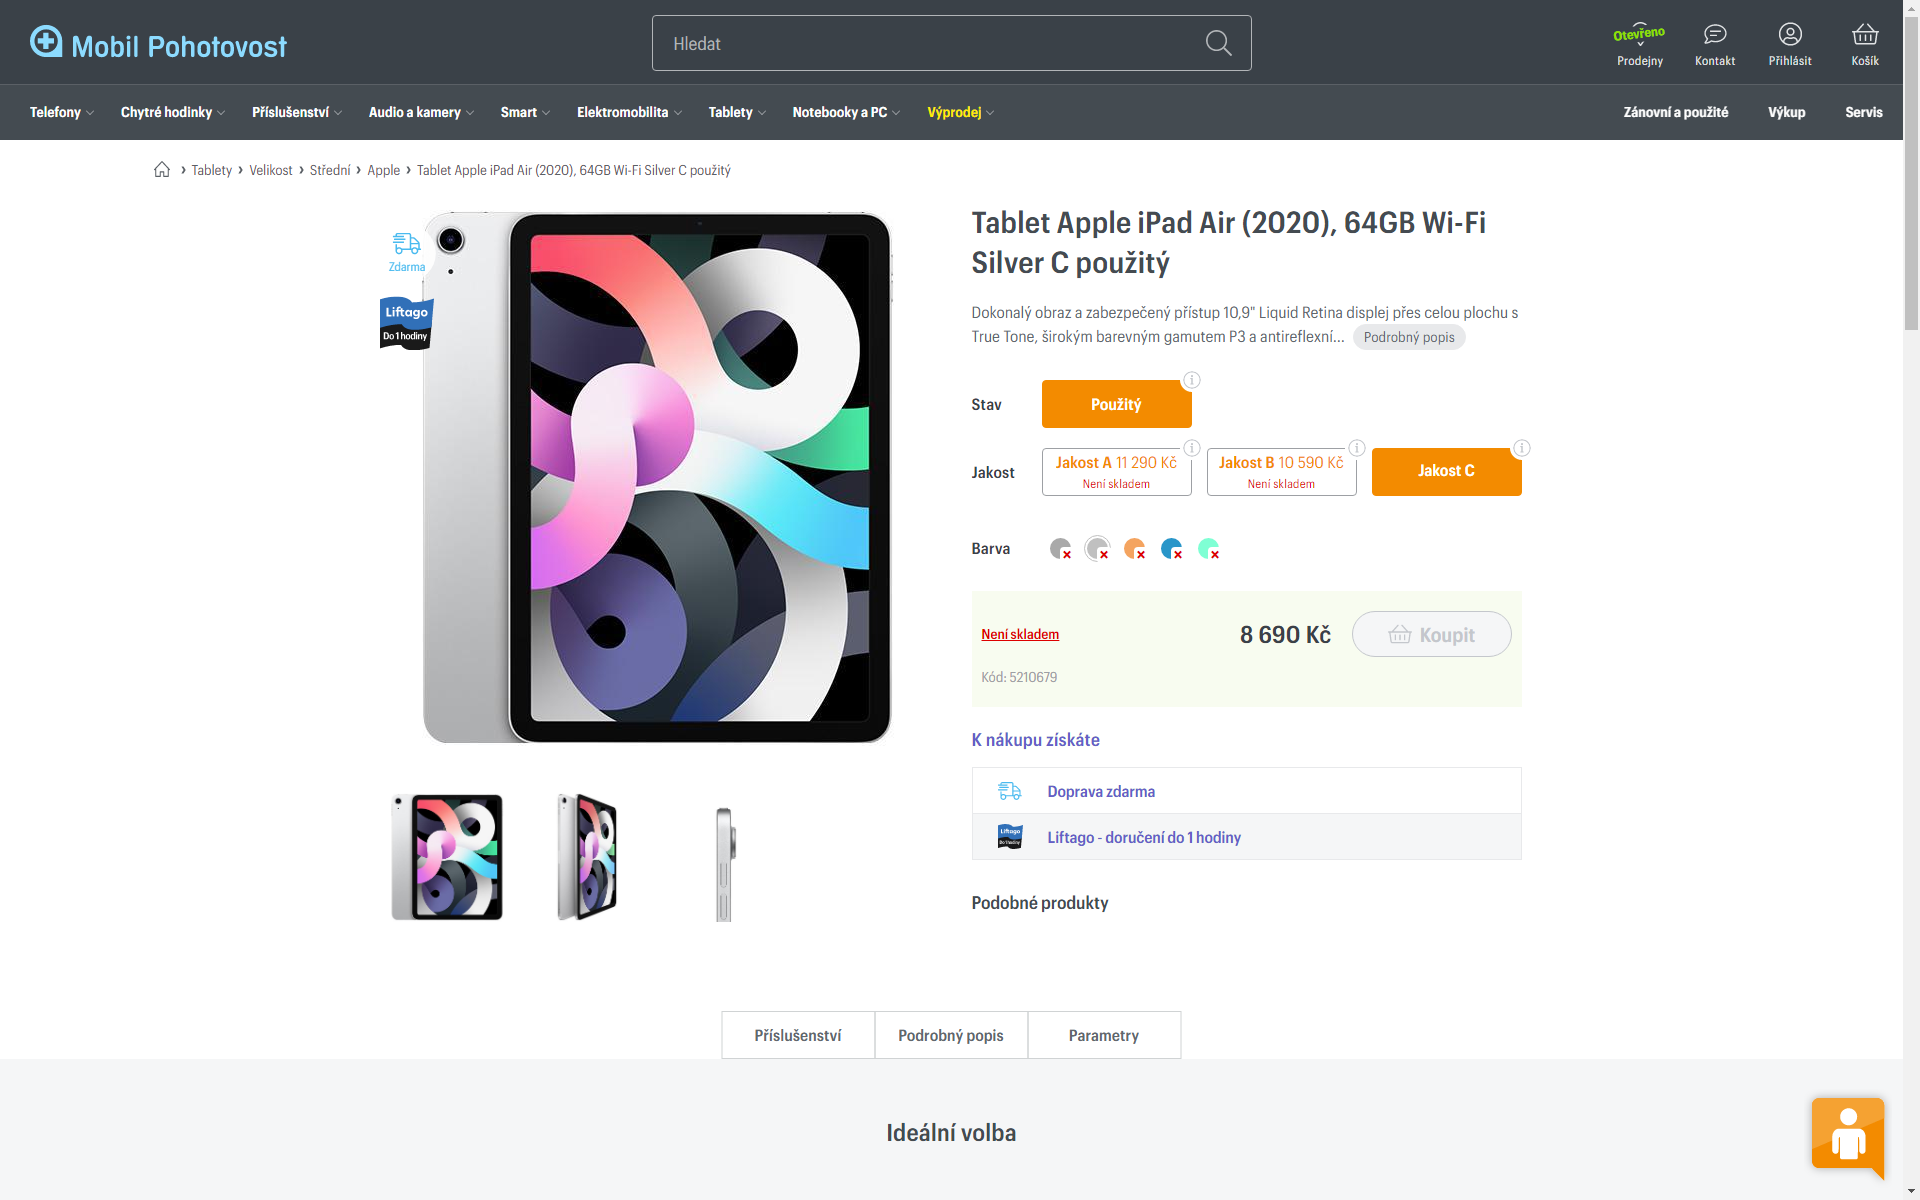 Mobil Pohotovost
Hledat
Otevřeno
Prodejny
Kontakt
Přihlásit
Košík
Telefony
Chytré hodinky
Příslušenství
Audio a kamery
Smart
Elektromobilita
Tablety
Notebooky a PC
Výprodej
Zánovní a použité
Výkup
Servis
› Tablety › Velikost › Střední › Apple › Tablet Apple iPad Air (2020), 64GB Wi-Fi Silver C použitý
Zdarma
Liftago
Do 1 hodiny
Tablet Apple iPad Air (2020), 64GB Wi-Fi
Silver C použitý
Dokonalý obraz a zabezpečený přístup 10,9" Liquid Retina displej přes celou plochu s
True Tone, širokým barevným gamutem P3 a antireflexní... Podrobný popis
Stav
Použitý
Jakost
Jakost A 11 290 Kč
Není skladem
Jakost B 10 590 Kč
Není skladem
Jakost C
Barva
Není skladem
8 690 Kč
Koupit
Kód: 5210679
K nákupu získáte
Doprava zdarma
Liftago
Do 1 hodiny
Liftago - doručení do 1 hodiny
Podobné produkty
Příslušenství
Podrobný popis
Parametry
Ideální volba